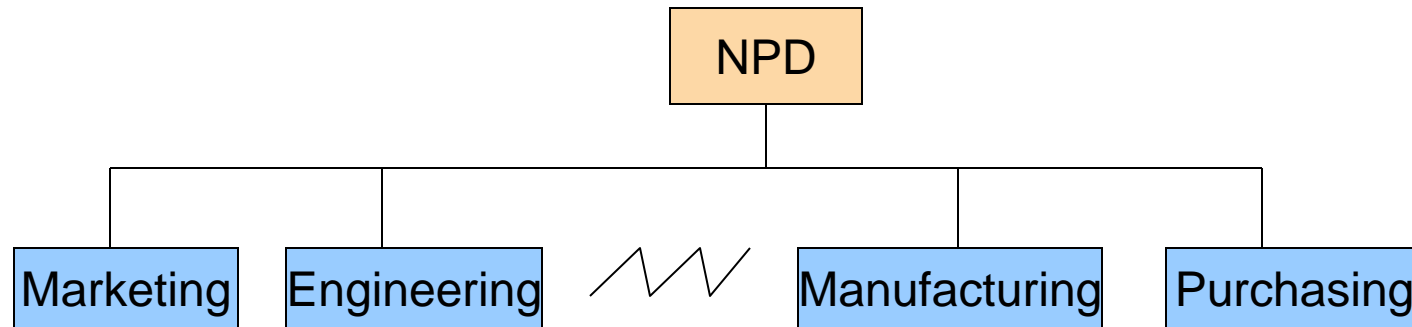 NPD
Marketing
Engineering
Manufacturing
Purchasing